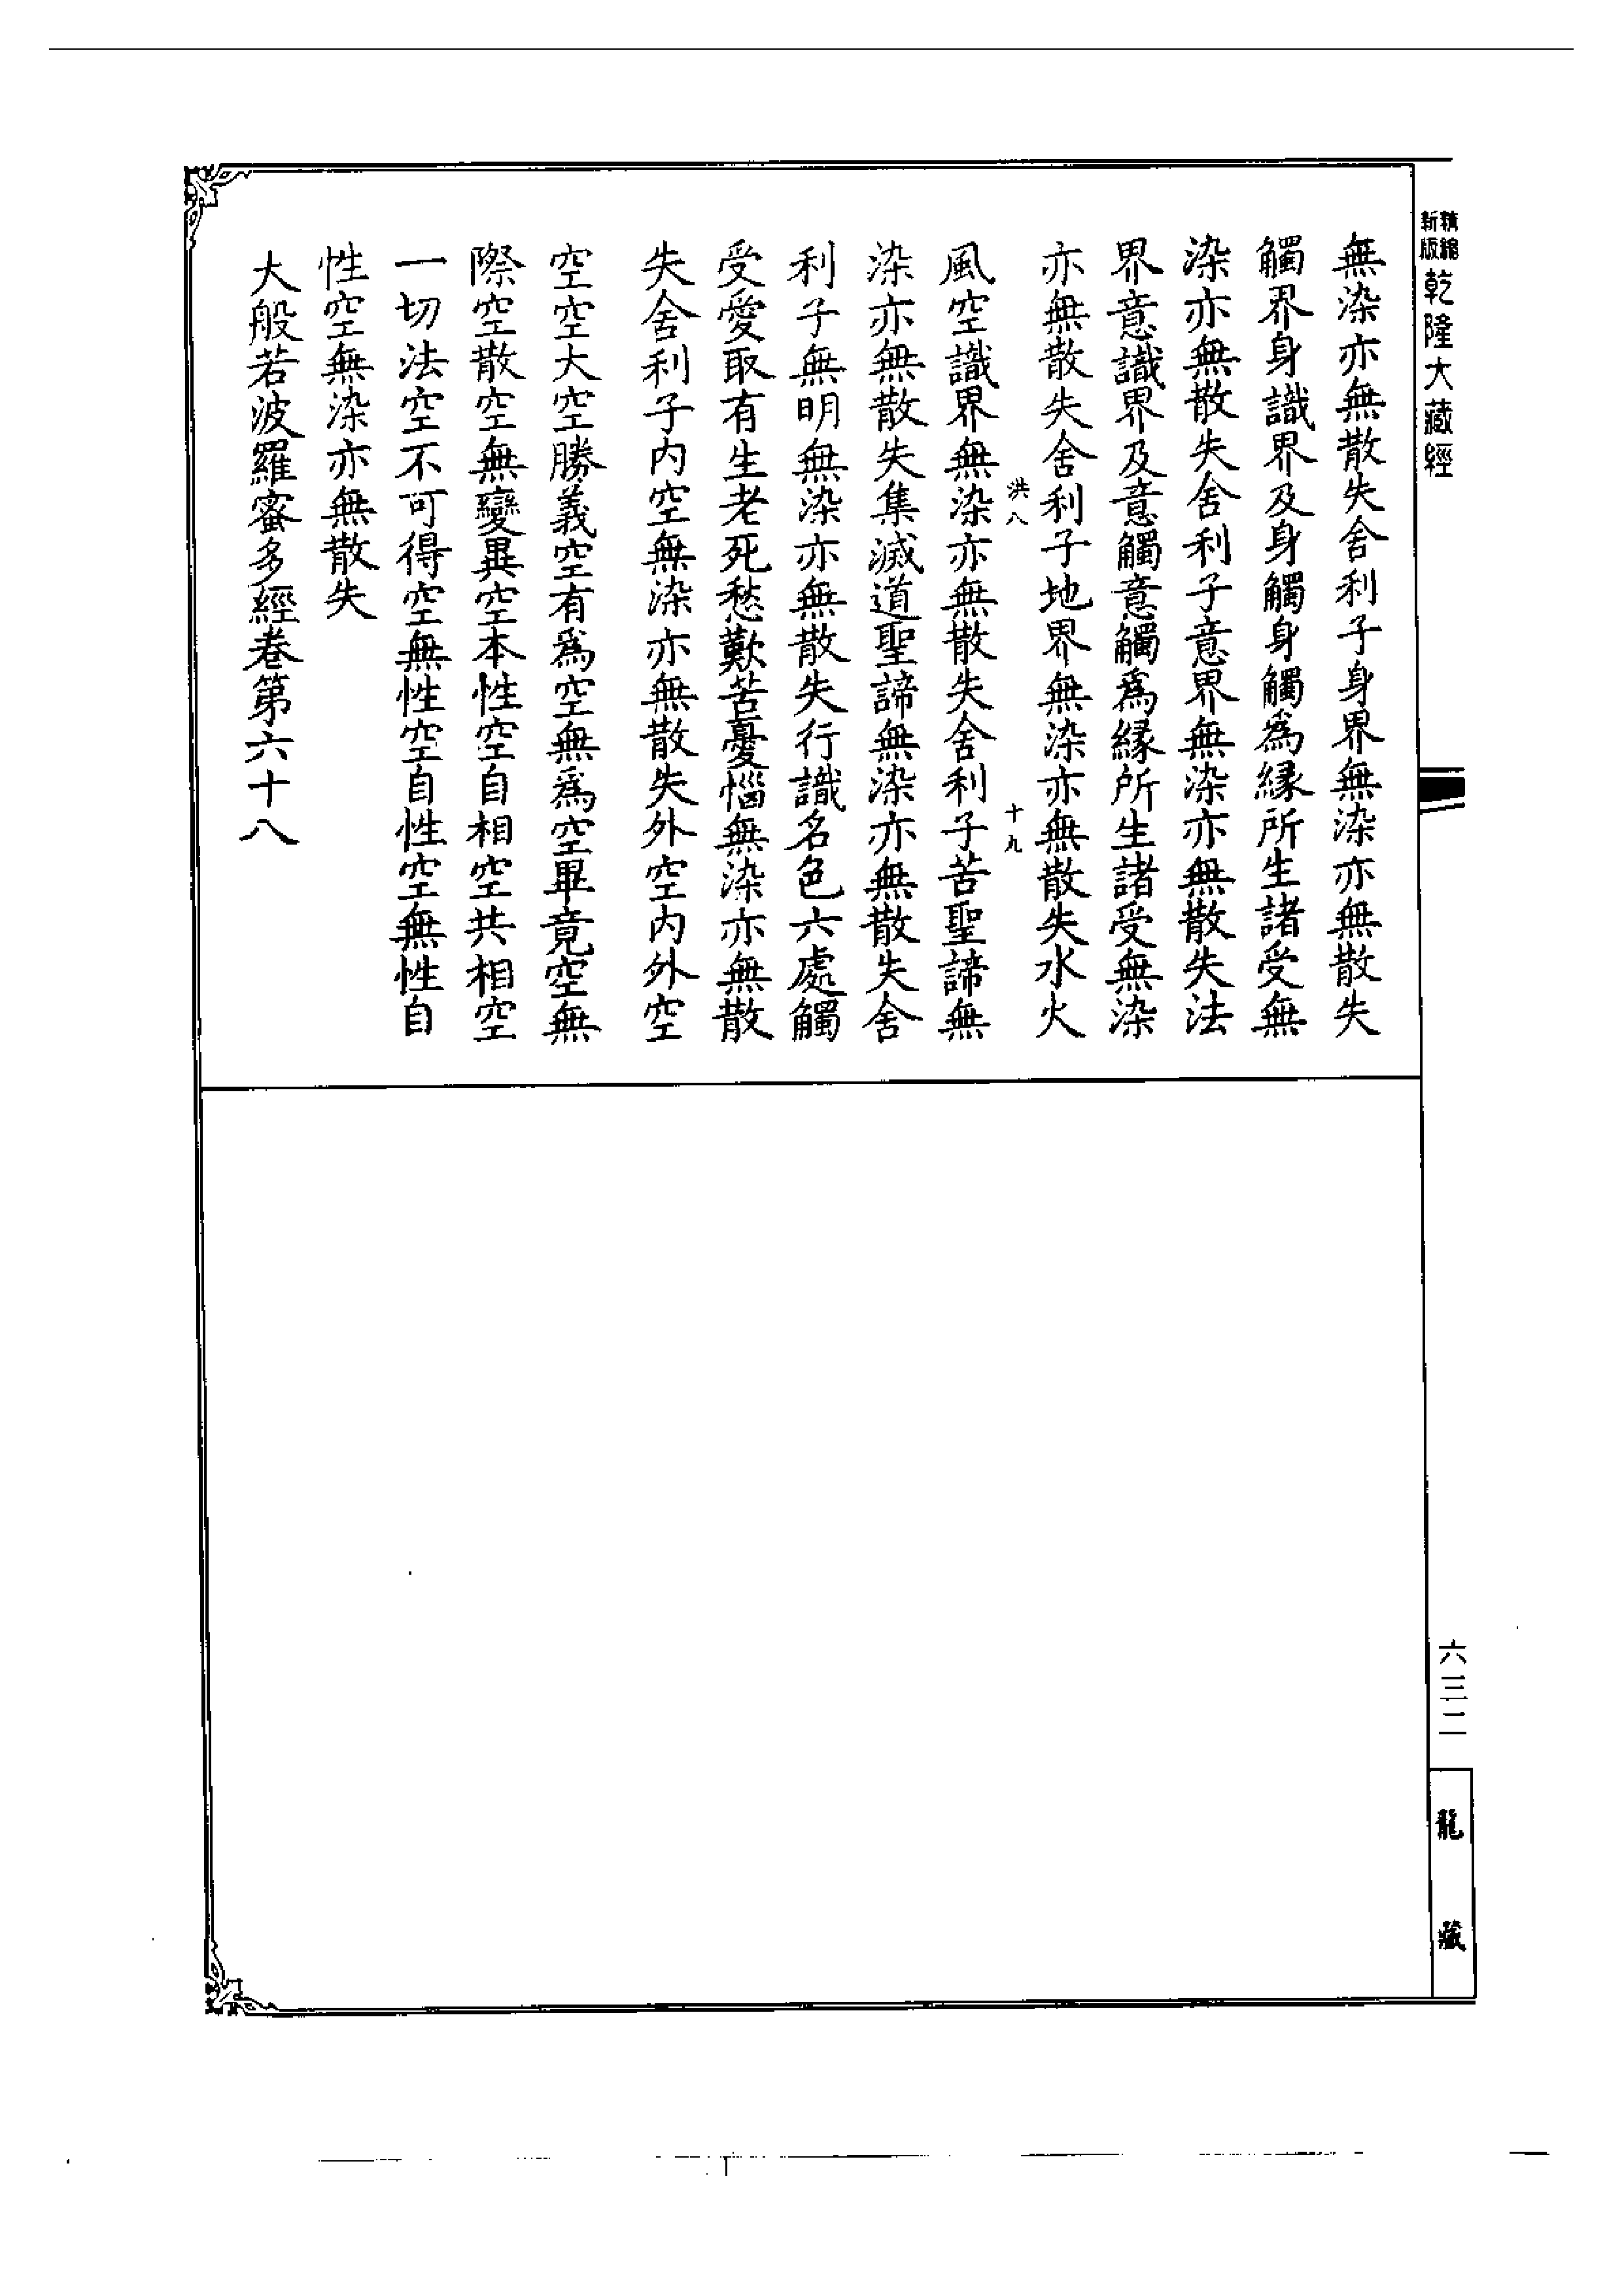 精縮新版乾隆大藏經
無染亦無散失舍利子身界無染亦無散失
觸界身識界及身觸身觸爲縁所生諸受無
染亦無散失舍利子意界無染亦無散失法
界意識界及意觸意觸爲縁所生諸受無染
亦無散失舍利子地界無染亦無散失水火
洪八 十九
風空識界無染亦無散失舍利子苦聖諦無
染亦無散失集滅道聖諦無染亦無散失舍
利子無明無染亦無散失行識名色六處觸
受愛取有生老死愁歎苦憂惱無染亦無散
失舍利子内空無染亦無散失外空内外空
空空大空勝義空有爲空無爲空畢竟空無
際空散空無變異空本性空自相空共相空
一切法空不可得空無性空自性空無性自
性空無染亦無散失
大般若波羅蜜多經卷第六十八
六三二
龍藏